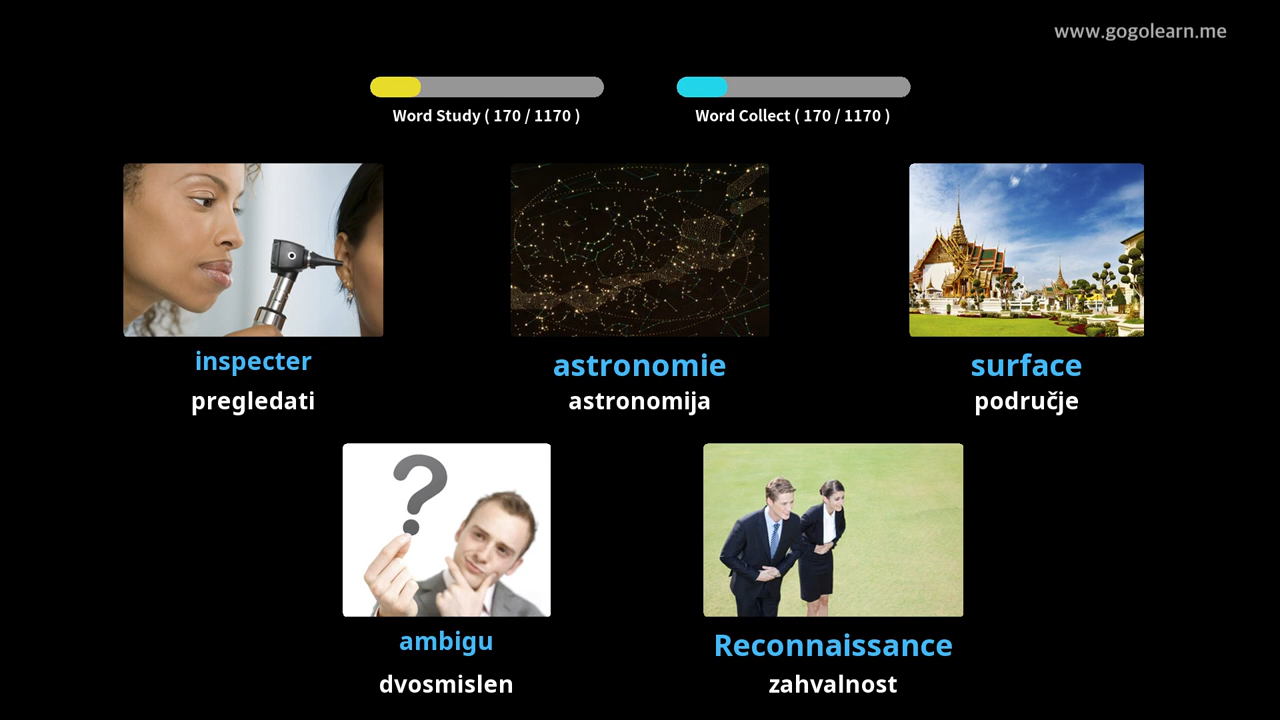 www.gogolearn.me
Word Study ( 170 / 1170 )
Word Collect ( 170 / 1170 )
inspecter
pregledati
astronomie
astronomija
surface
područje
ambigu
dvosmislen
Reconnaissance
zahvalnost